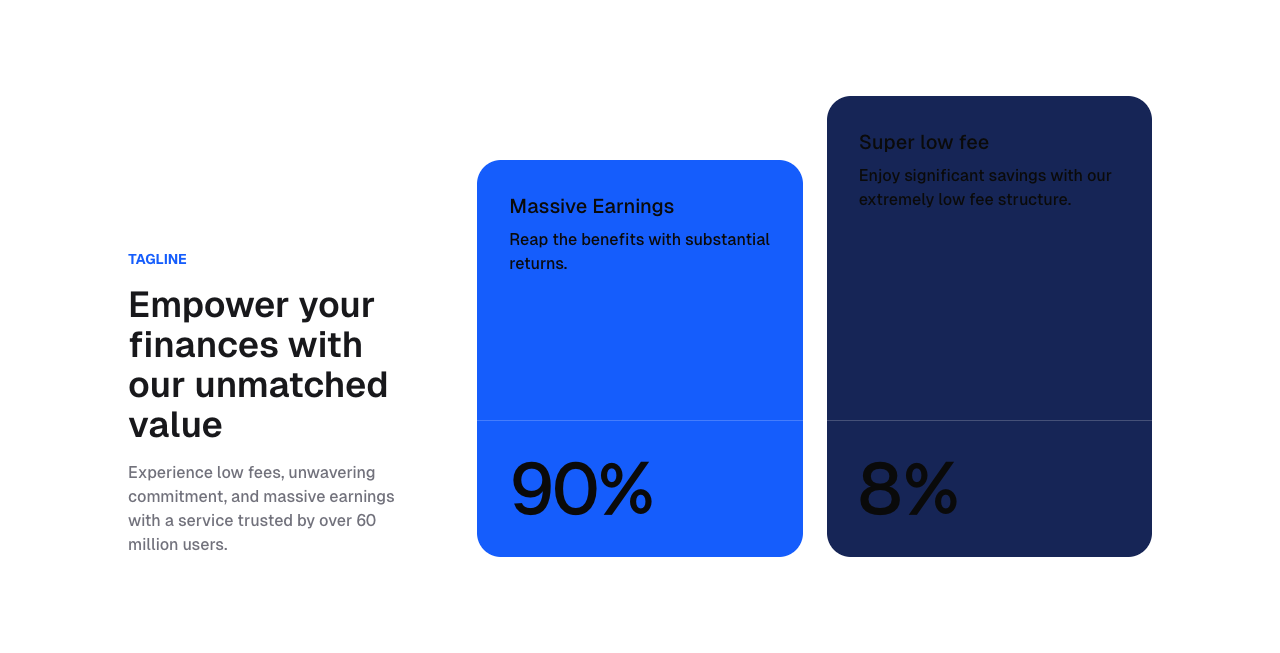 TAGLINE
Empower your
finances with
our unmatched
value
Experience low fees, unwavering
commitment, and massive earnings
with a service trusted by over 60
million users.
Massive Earnings
Reap the benefits with substantial
returns.
90%
Super low fee
Enjoy significant savings with our
extremely low fee structure.
8%